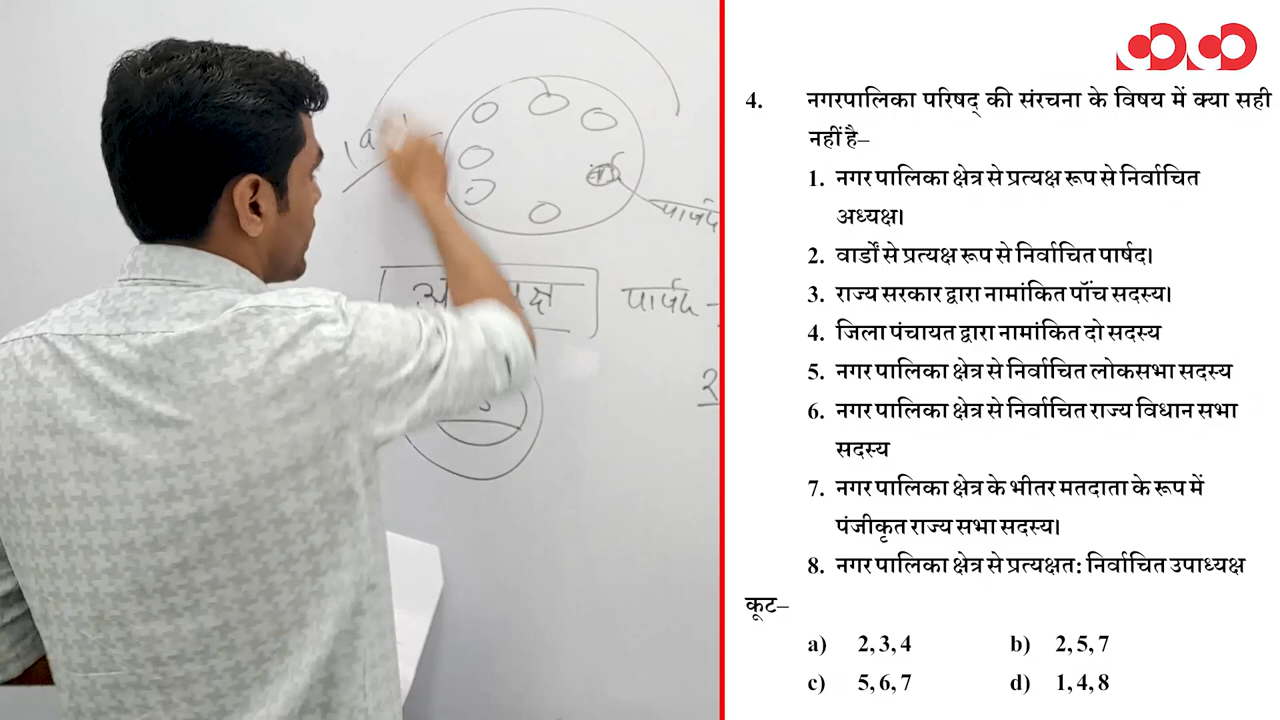 4. नगरपालिका परिषद् की संरचना के विषय में क्या सही
नहीं है–
1. नगर पालिका क्षेत्र से प्रत्यक्ष रूप से निर्वाचित
अध्यक्ष।
2. वार्डों से प्रत्यक्ष रूप से निर्वाचित पार्षद।
3. राज्य सरकार द्वारा नामांकित पॉंच सदस्य।
4. जिला पंचायत द्वारा नामांकित दो सदस्य
5. नगर पालिका क्षेत्र से निर्वाचित लोकसभा सदस्य
6. नगर पालिका क्षेत्र से निर्वाचित राज्य विधान सभा
सदस्य
7. नगर पालिका क्षेत्र के भीतर मतदाता के रूप में
पंजीकृत राज्य सभा सदस्य।
8. नगर पालिका क्षेत्र से प्रत्यक्षत: निर्वाचित उपाध्यक्ष
कूट–
a) 2, 3, 4 b) 2, 5, 7
c) 5, 6, 7 d) 1, 4, 8
पार्षद
पार्षद -